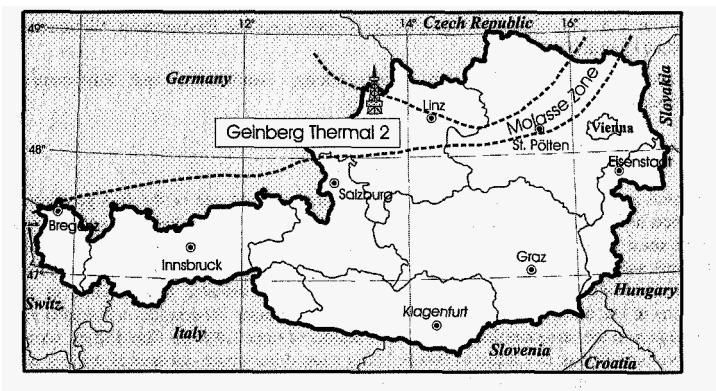 Czech Republic
49°
12°
14°
16°
Germany
Slovakia
Linz
Molasse Zone
Geinberg Thermal 2
Vienna
St. Pölten
48°
Eisenstadt
Salzburg
Bregenz
Innsbruck
Graz
47°
Hungary
Switz.
Klagenfurt
Italy
Slovenia
Croatia